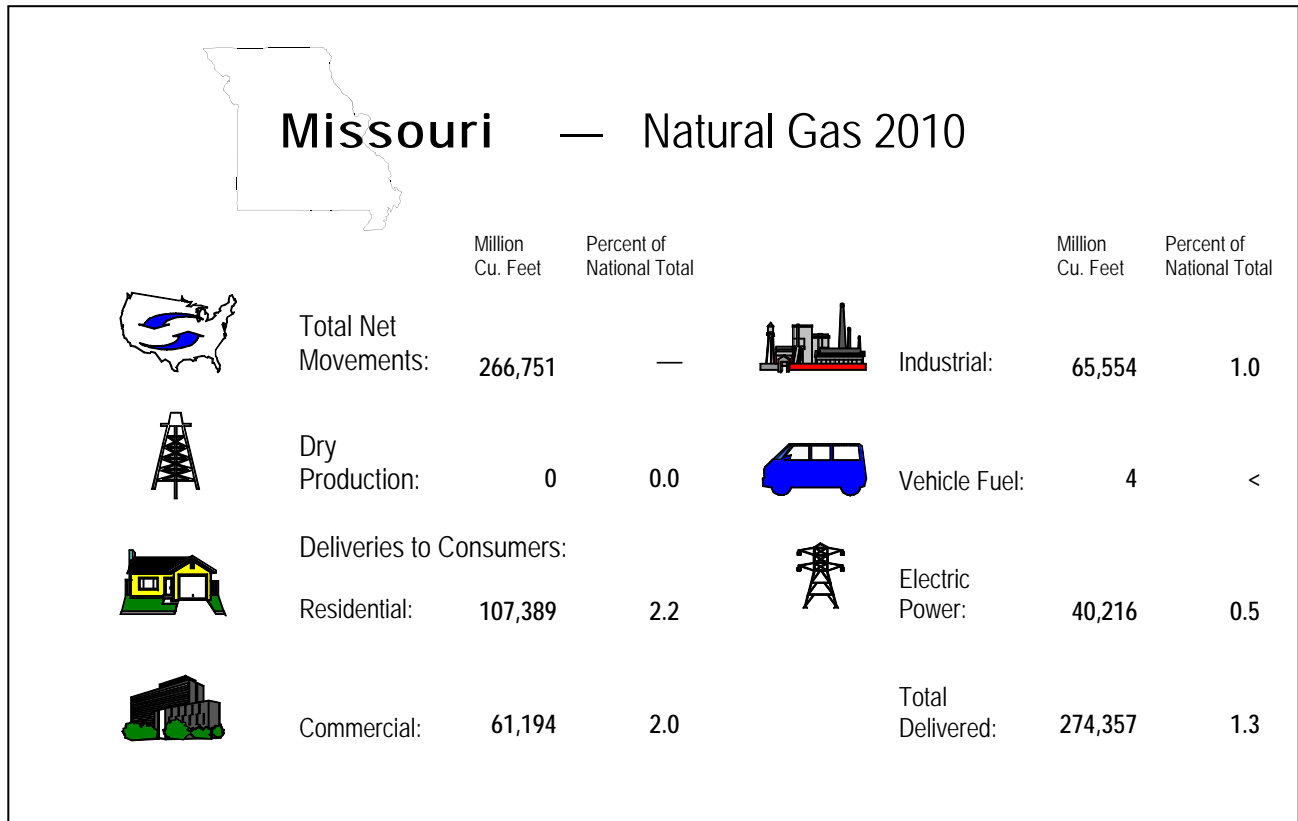 Missouri — Natural Gas 2010
Million Percent of
Cu. Feet National Total
Total Net
Movements: 266,751 —
Dry
Production: 0 0.0
Deliveries to Consumers:
Residential: 107,389 2.2
Commercial: 61,194 2.0
Million Percent of
Cu. Feet National Total
Industrial: 65,554 1.0
Vehicle Fuel: 4 <
Electric
Power: 40,216 0.5
Total
Delivered: 274,357 1.3